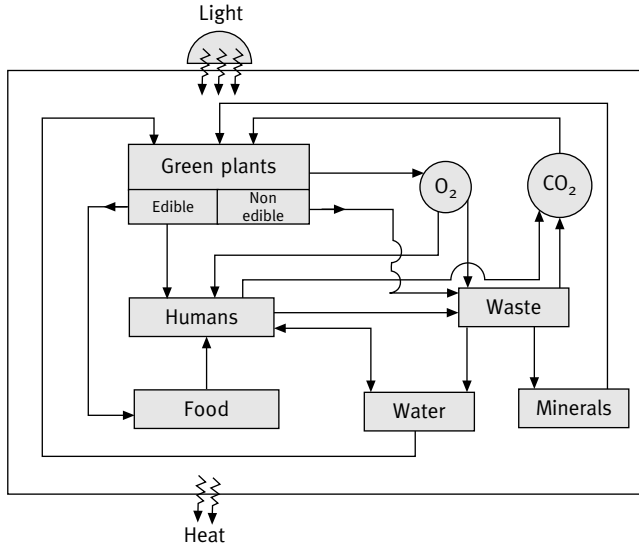 Light
Green plants
Edible
Non
edible
O₂
CO₂
Humans
Waste
Food
Water
Minerals
Heat